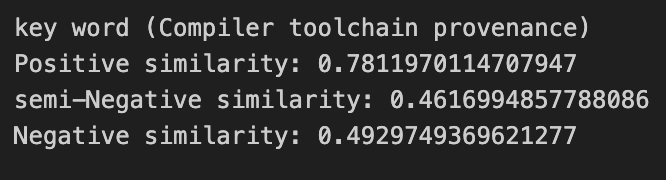 key word (Compiler toolchain provenance)
Positive similarity: 0.7811970114707947
semi-Negative similarity: 0.4616994857788086
Negative similarity: 0.4929749369621277